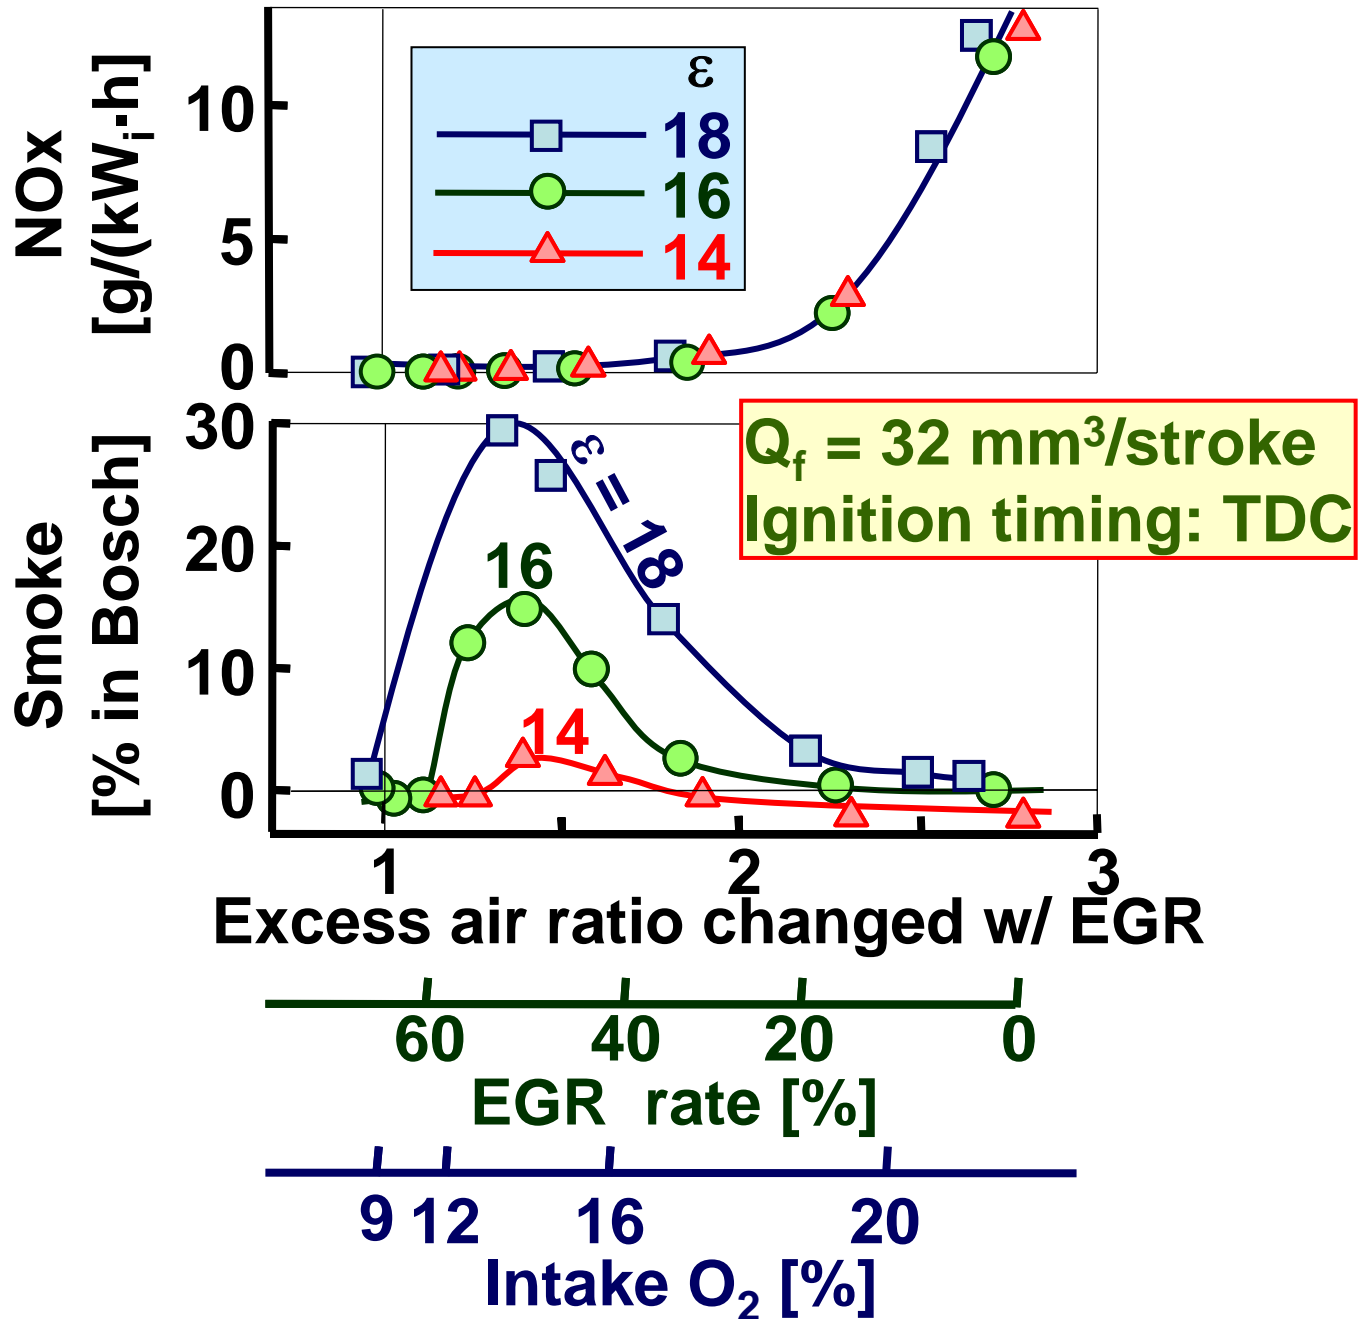 NOx
[g/(kWi·h]
10
5
0
ε
18
16
14
Smoke
[% in Bosch]
30
20
10
0
ε = 18
16
14
Qf = 32 mm³/stroke
Ignition timing: TDC
1 2 3
Excess air ratio changed w/ EGR
60 40 20 0
EGR rate [%]
9 12 16 20
Intake O₂ [%]